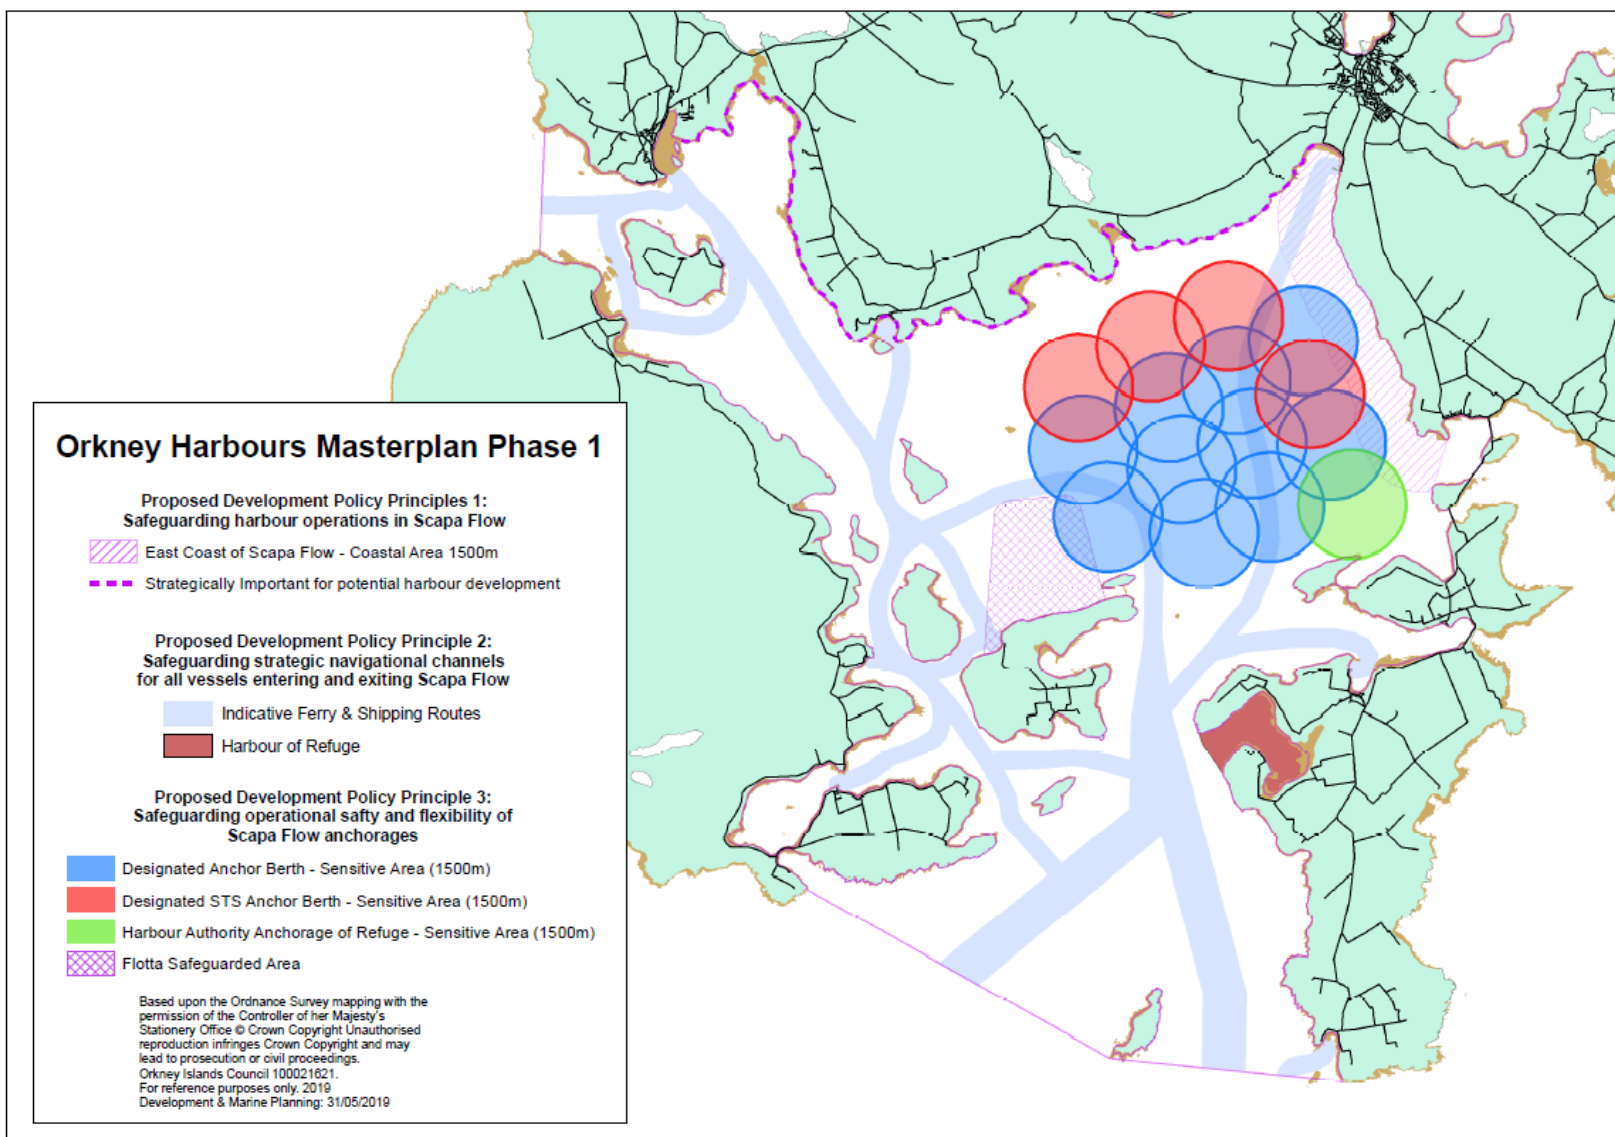 Orkney Harbours Masterplan Phase 1
Proposed Development Policy Principles 1:
Safeguarding harbour operations in Scapa Flow
East Coast of Scapa Flow - Coastal Area 1500m
Strategically Important for potential harbour development
Proposed Development Policy Principle 2:
Safeguarding strategic navigational channels
for all vessels entering and exiting Scapa Flow
Indicative Ferry & Shipping Routes
Harbour of Refuge
Proposed Development Policy Principle 3:
Safeguarding operational safty and flexibility of
Scapa Flow anchorages
Designated Anchor Berth - Sensitive Area (1500m)
Designated STS Anchor Berth - Sensitive Area (1500m)
Harbour Authority Anchorage of Refuge - Sensitive Area (1500m)
Flotta Safeguarded Area
Based upon the Ordnance Survey mapping with the
permission of the Controller of her Majesty's
Stationery Office © Crown Copyright Unauthorised
reproduction infringes Crown Copyright and may
lead to prosecution or civil proceedings.
Orkney Islands Council 100021621.
For reference purposes only. 2019
Development & Marine Planning: 31/05/2019